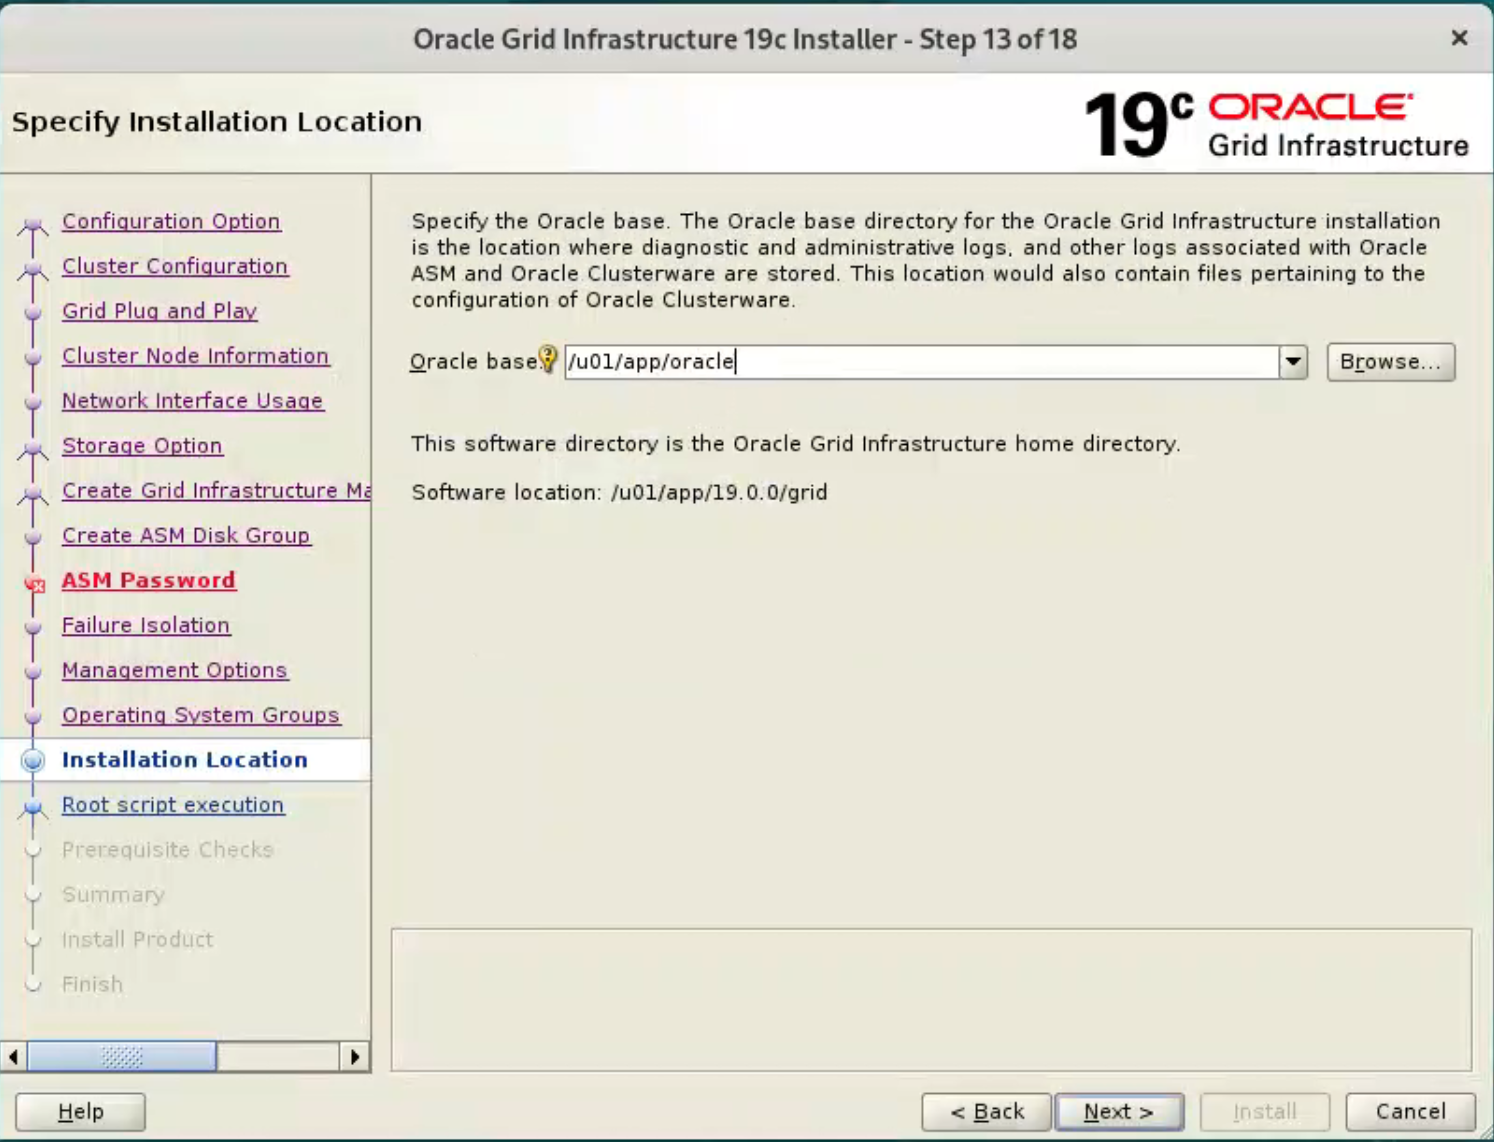 Oracle Grid Infrastructure 19c Installer - Step 13 of 18
×
Specify Installation Location
19c ORACLE
Grid Infrastructure
Configuration Option
Cluster Configuration
Grid Plug and Play
Cluster Node Information
Network Interface Usage
Storage Option
Create Grid Infrastructure Ma
Create ASM Disk Group
ASM Password
Failure Isolation
Management Options
Operating System Groups
Installation Location
Root script execution
Prerequisite Checks
Summary
Install Product
Finish
Specify the Oracle base. The Oracle base directory for the Oracle Grid Infrastructure installation
is the location where diagnostic and administrative logs, and other logs associated with Oracle
ASM and Oracle Clusterware are stored. This location would also contain files pertaining to the
configuration of Oracle Clusterware.
Oracle base: /u01/app/oracle Browse...
This software directory is the Oracle Grid Infrastructure home directory.
Software location: /u01/app/19.0.0/grid
Help < Back Next > Install Cancel